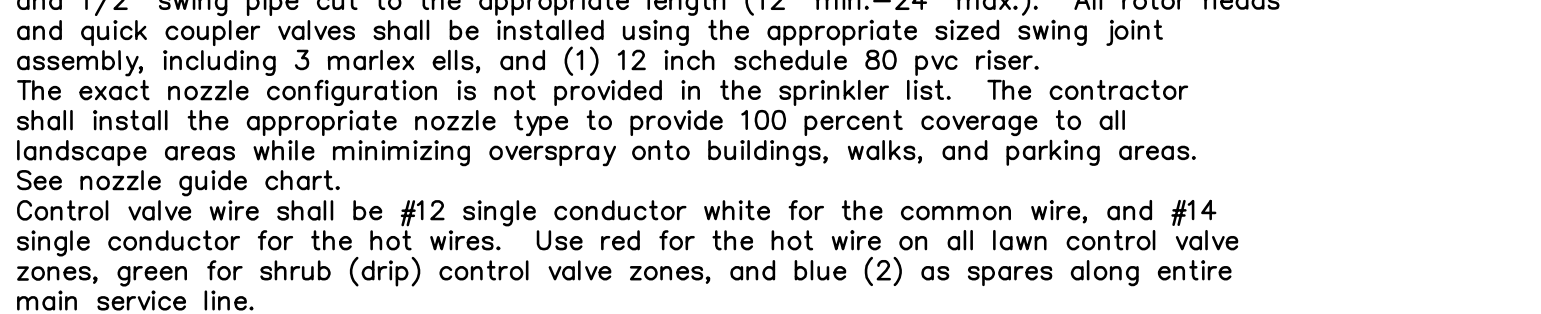 and 1/2" swing pipe cut to the appropriate length (12" min.–24" max.).  All rotor heads
and quick coupler valves shall be installed using the appropriate sized swing joint
assembly, including 3 marlex ells, and (1) 12 inch schedule 80 pvc riser.
The exact nozzle configuration is not provided in the sprinkler list.  The contractor
shall install the appropriate nozzle type to provide 100 percent coverage to all
landscape areas while minimizing overspray onto buildings, walks, and parking areas.
See nozzle guide chart.
Control valve wire shall be #12 single conductor white for the common wire, and #14
single conductor for the hot wires.  Use red for the hot wire on all lawn control valve
zones, green for shrub (drip) control valve zones, and blue (2) as spares along entire
main service line.